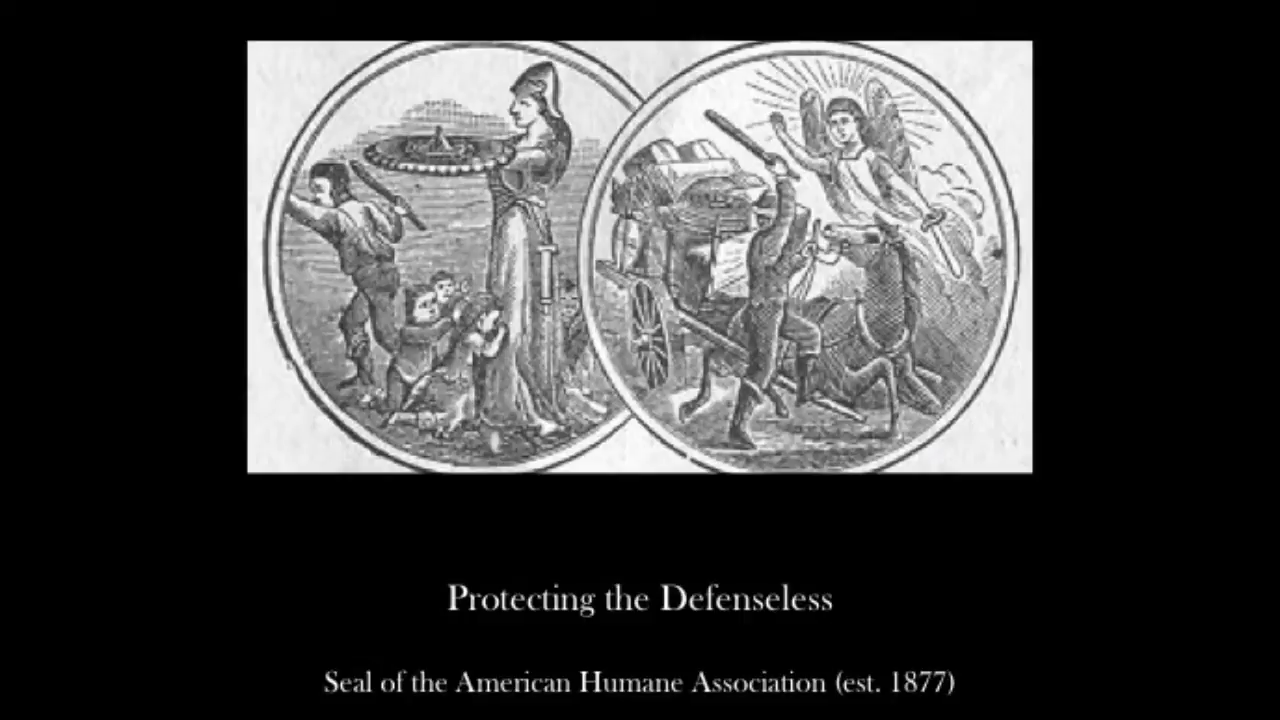 Protecting the Defenseless
Seal of the American Humane Association (est. 1877)